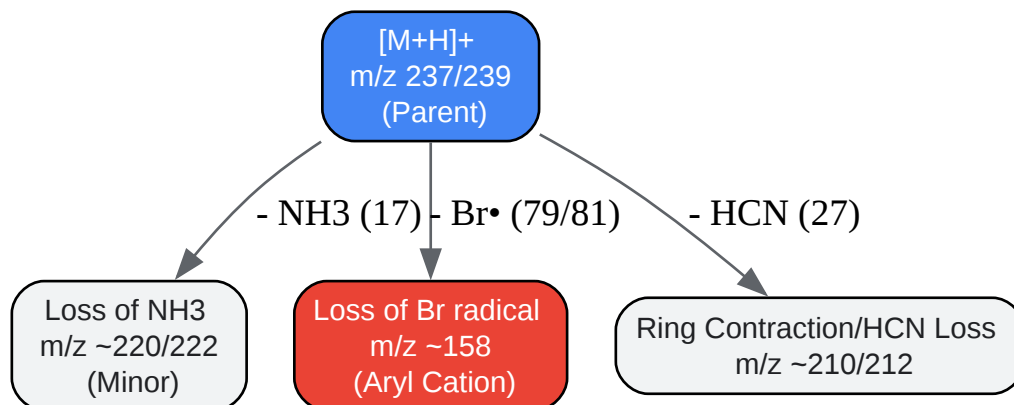 [M+H]+
m/z 237/239
(Parent)
- NH3 (17)
- Br• (79/81)
- HCN (27)
Loss of NH3
m/z ~220/222
(Minor)
Loss of Br radical
m/z ~158
(Aryl Cation)
Ring Contraction/HCN Loss
m/z ~210/212